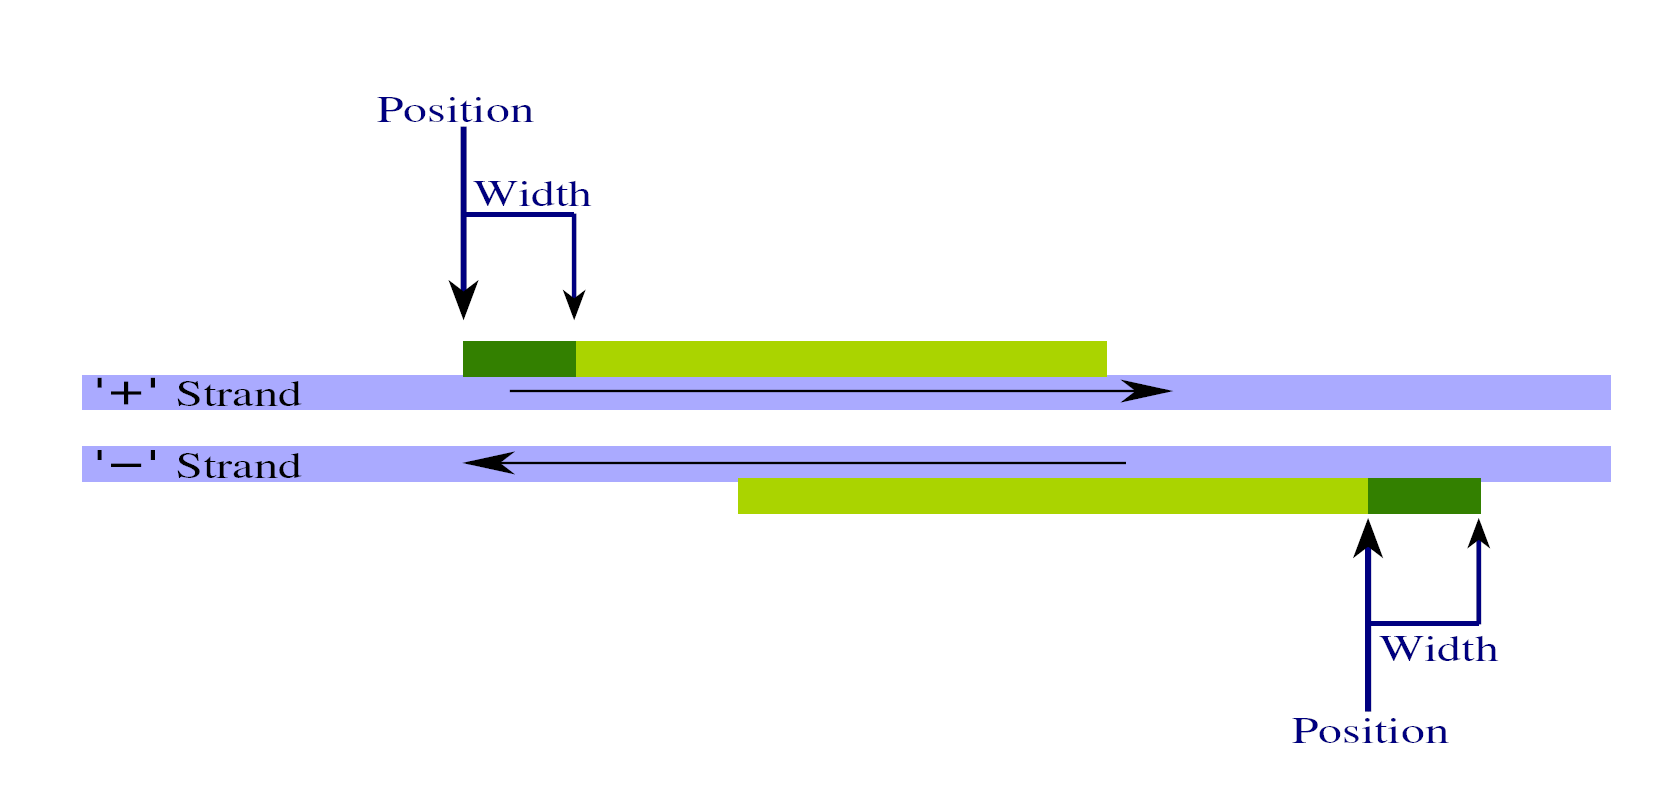 Position
Width
'+' Strand
'−' Strand
Width
Position